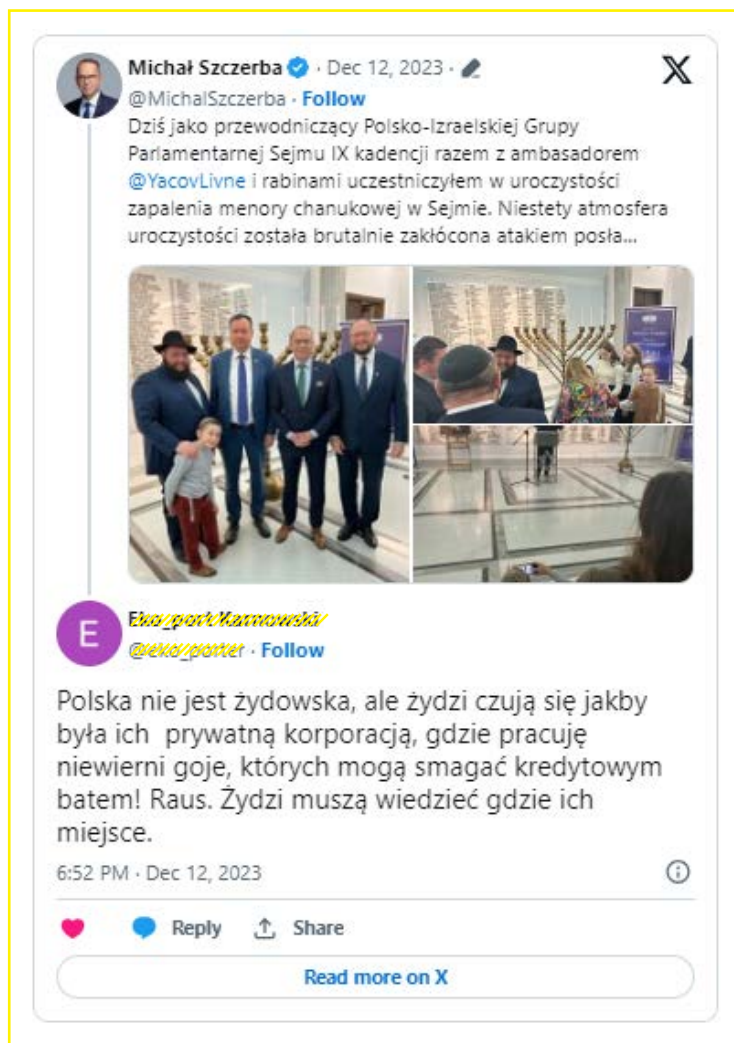 Michał Szczerba · Dec 12, 2023 ·
@MichalSzczerba · Follow
Dziś jako przewodniczący Polsko-Izraelskiej Grupy
Parlamentarnej Sejmu IX kadencji razem z ambasadorem
@YacovLivne i rabinami uczestniczyłem w uroczystości
zapalenia menory chanukowej w Sejmie. Niestety atmosfera
uroczystości została brutalnie zakłócona atakiem posła...
E
· Follow
Polska nie jest żydowska, ale żydzi czują się jakby
była ich prywatną korporacją, gdzie pracuję
niewierni goje, których mogą smagać kredytowym
batem! Raus. Żydzi muszą wiedzieć gdzie ich
miejsce.
6:52 PM · Dec 12, 2023
Reply Share
Read more on X